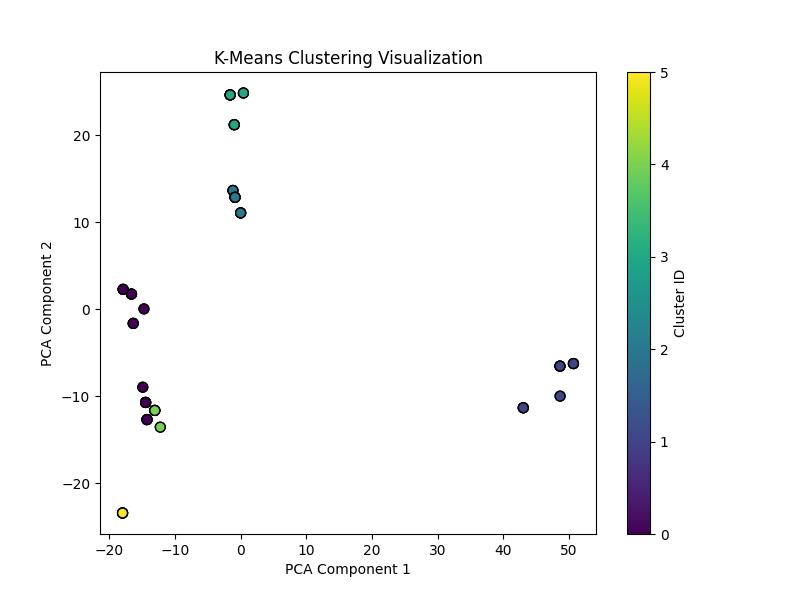 K-Means Clustering Visualization
20
10
0
−10
−20
PCA Component 2
−20 −10 0 10 20 30 40 50
PCA Component 1
5
4
3
2
1
0
Cluster ID